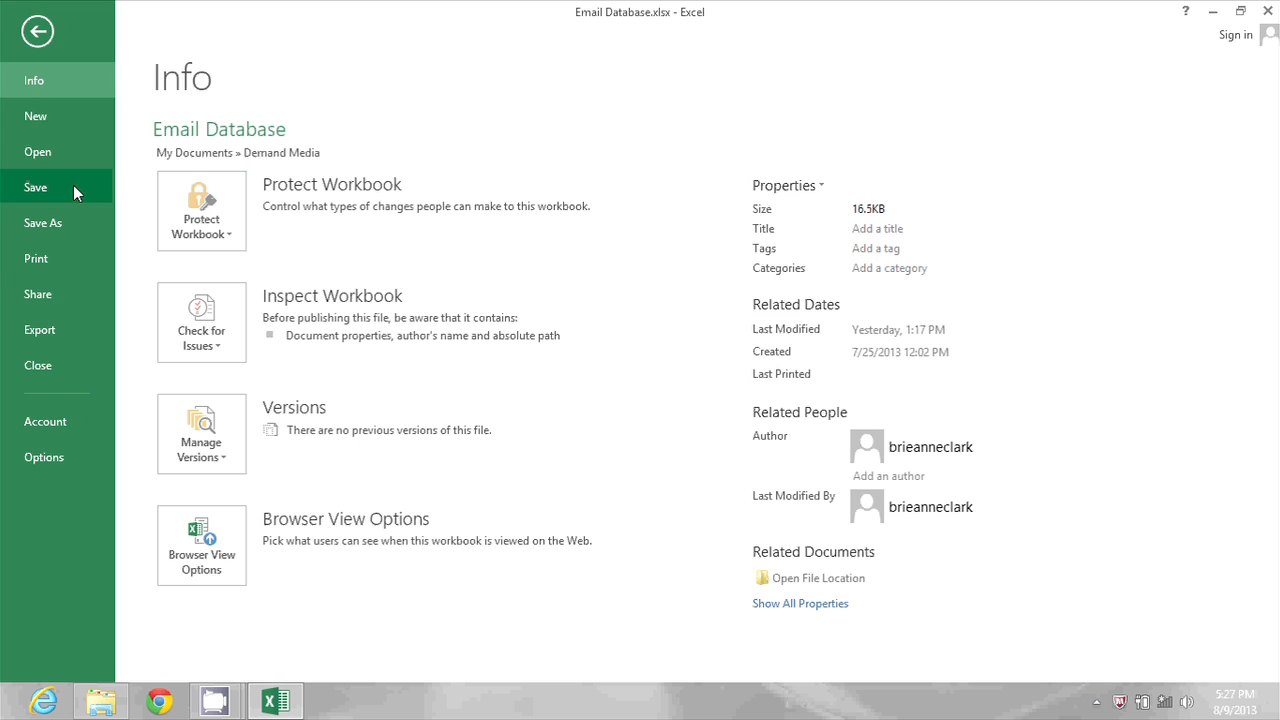 Email Database.xlsx - Excel
?
Sign in
Info
New
Open
Save
Save As
Print
Share
Export
Close
Account
Options
Info
Email Database
My Documents » Demand Media
Protect Workbook
Protect Workbook
Control what types of changes people can make to this workbook.
Check for Issues
Inspect Workbook
Before publishing this file, be aware that it contains:
Document properties, author's name and absolute path
Manage Versions
Versions
There are no previous versions of this file.
Browser View Options
Browser View Options
Pick what users can see when this workbook is viewed on the Web.
Properties
Size 16.5KB
Title Add a title
Tags Add a tag
Categories Add a category
Related Dates
Last Modified Yesterday, 1:17 PM
Created 7/25/2013 12:02 PM
Last Printed
Related People
Author brieanneclark
Add an author
Last Modified By brieanneclark
Related Documents
Open File Location
Show All Properties
5:27 PM
8/9/2013